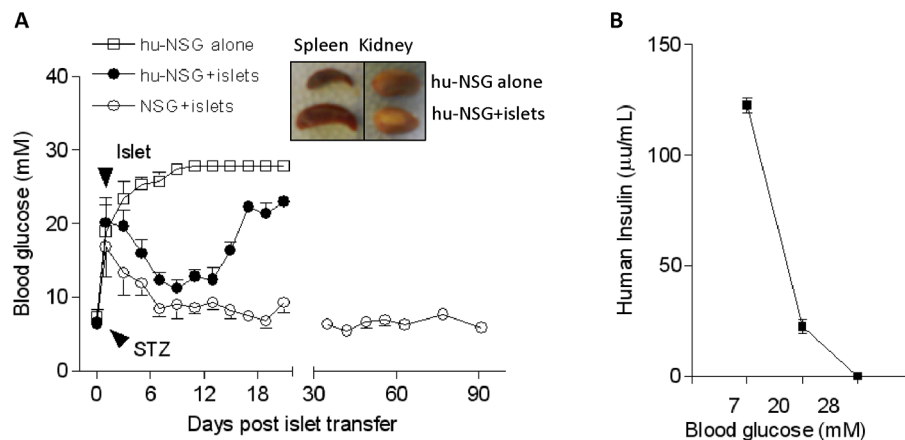 A
hu-NSG alone
hu-NSG+islets
NSG+islets
Spleen Kidney
hu-NSG alone
hu-NSG+islets
Blood glucose (mM)
40
30
20
10
0
Islet
STZ
0 6 12 18 30 60 90
Days post islet transfer
B
Human Insulin (µu/mL)
150
100
50
0
7 20 28
Blood glucose (mM)